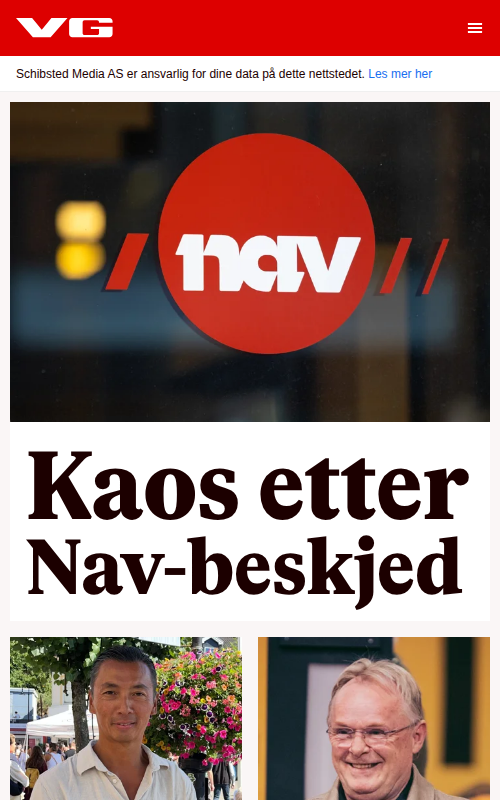 VG
Schibsted Media AS er ansvarlig for dine data på dette nettstedet. Les mer her
nav
Kaos etter
Nav-beskjed